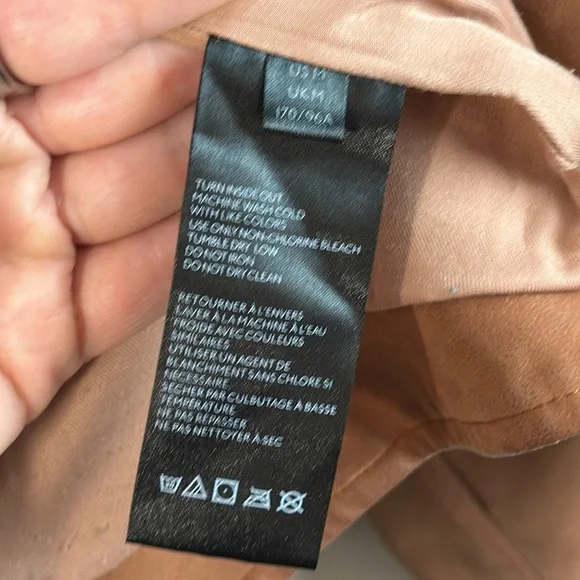 US M
UK M
170/96A
TURN INSIDE OUT
MACHINE WASH COLD
WITH LIKE COLORS
USE ONLY NON-CHLORINE BLEACH
TUMBLE DRY LOW
DO NOT IRON
DO NOT DRY CLEAN
RETOURNER À L'ENVERS
LAVER À LA MACHINE À L'EAU
FROIDE AVEC COULEURS
SIMILAIRES
UTILISER UN AGENT DE
BLANCHIMENT SANS CHLORE SI
NECESSAIRE
SÉCHER PAR CULBUTAGE À BASSE
TEMPÉRATURE
NE PAS REPASSER
NE PAS NETTOYER À SEC